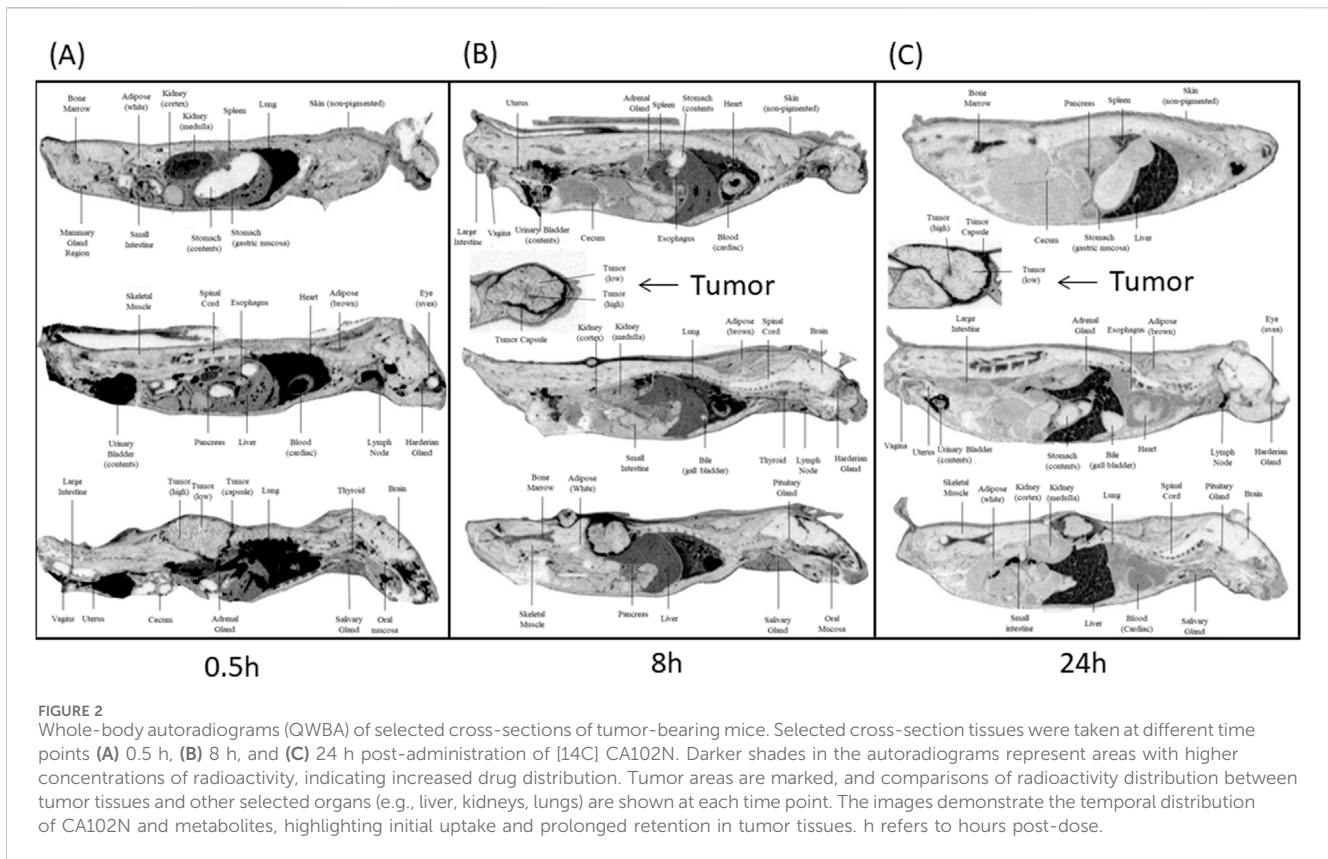 (A)
Bone
Marrow
Adipose
(white)
Kidney
(cortex)
Kidney
(medulla)
Spleen
Lung
Skin (non-pigmented)
Mammary
Gland
Region
Small
Intestine
Stomach
(contents)
Stomach
(gastric mucosa)
Skeletal
Muscle
Spinal
Cord
Esophagus
Heart
Adipose
(brown)
Eye
(uvea)
Urinary
Bladder
(contents)
Pancreas
Liver
Blood
(cardiac)
Lymph
Node
Harderian
Gland
Large
Intestine
Tumor
(high)
Tumor
(low)
Tumor
(capsule)
Lung
Thyroid
Brain
Vagina
Uterus
Cecum
Adrenal
Gland
Salivary
Gland
Oral
mucosa
0.5h
(B)
Uterus
Adrenal
Gland
Spleen
Stomach
(contents
Heart
Skin
(non-pigmented)
Large
Intestine
Vagina
Urinary Bladder
(contents)
Cecum
Esophagus
Blood
(cardiac)
Tumor
(low)
Tumor
(high)
Tumor Capsule
← Tumor
Kidney
(cortex)
Kidney
(medulla)
Lung
Adipose
(brown)
Spinal
Cord
Brain
Small
Intestine
Bile
(gall bladder)
Thyroid
Lymph
Node
Harderian
Gland
Bone
Marrow
Adipose
(White)
Pituitary
Gland
Skeletal
Muscle
Pancreas
Liver
Salivary
Gland
Oral
Mucosa
8h
(C)
Bone
Marrow
Pancreas
Spleen
Skin
(non-pigmented)
Tumor
(high)
Tumor
Capsule
Cecum
Stomach
(gastric mucosa)
Liver
Tumor
(low)
← Tumor
Large
Intestine
Adrenal
Gland
Esophagus
Adipose
(brown)
Eye
(uvea)
Vagina
Uterus
Urinary Bladder
(contents) .
Stomach
(contents)
Bile
(gall bladder)
Heart
Lymph
Node
Harderian
Gland
Skeletal
Muscle
Adipose
(white)
Kidney
(cortex)
Kidney
(medulla)
Lung
Spinal
Cord
Pituitary
Gland
Brain
Small
intestine
Liver
Blood
(Cardiac)
Salivary
Gland
24h
FIGURE 2
Whole-body autoradiograms (QWBA) of selected cross-sections of tumor-bearing mice. Selected cross-section tissues were taken at different time
points (A) 0.5 h, (B) 8 h, and (C) 24 h post-administration of [14C] CA102N. Darker shades in the autoradiograms represent areas with higher
concentrations of radioactivity, indicating increased drug distribution. Tumor areas are marked, and comparisons of radioactivity distribution between
tumor tissues and other selected organs (e.g., liver, kidneys, lungs) are shown at each time point. The images demonstrate the temporal distribution
of CA102N and metabolites, highlighting initial uptake and prolonged retention in tumor tissues. h refers to hours post-dose.